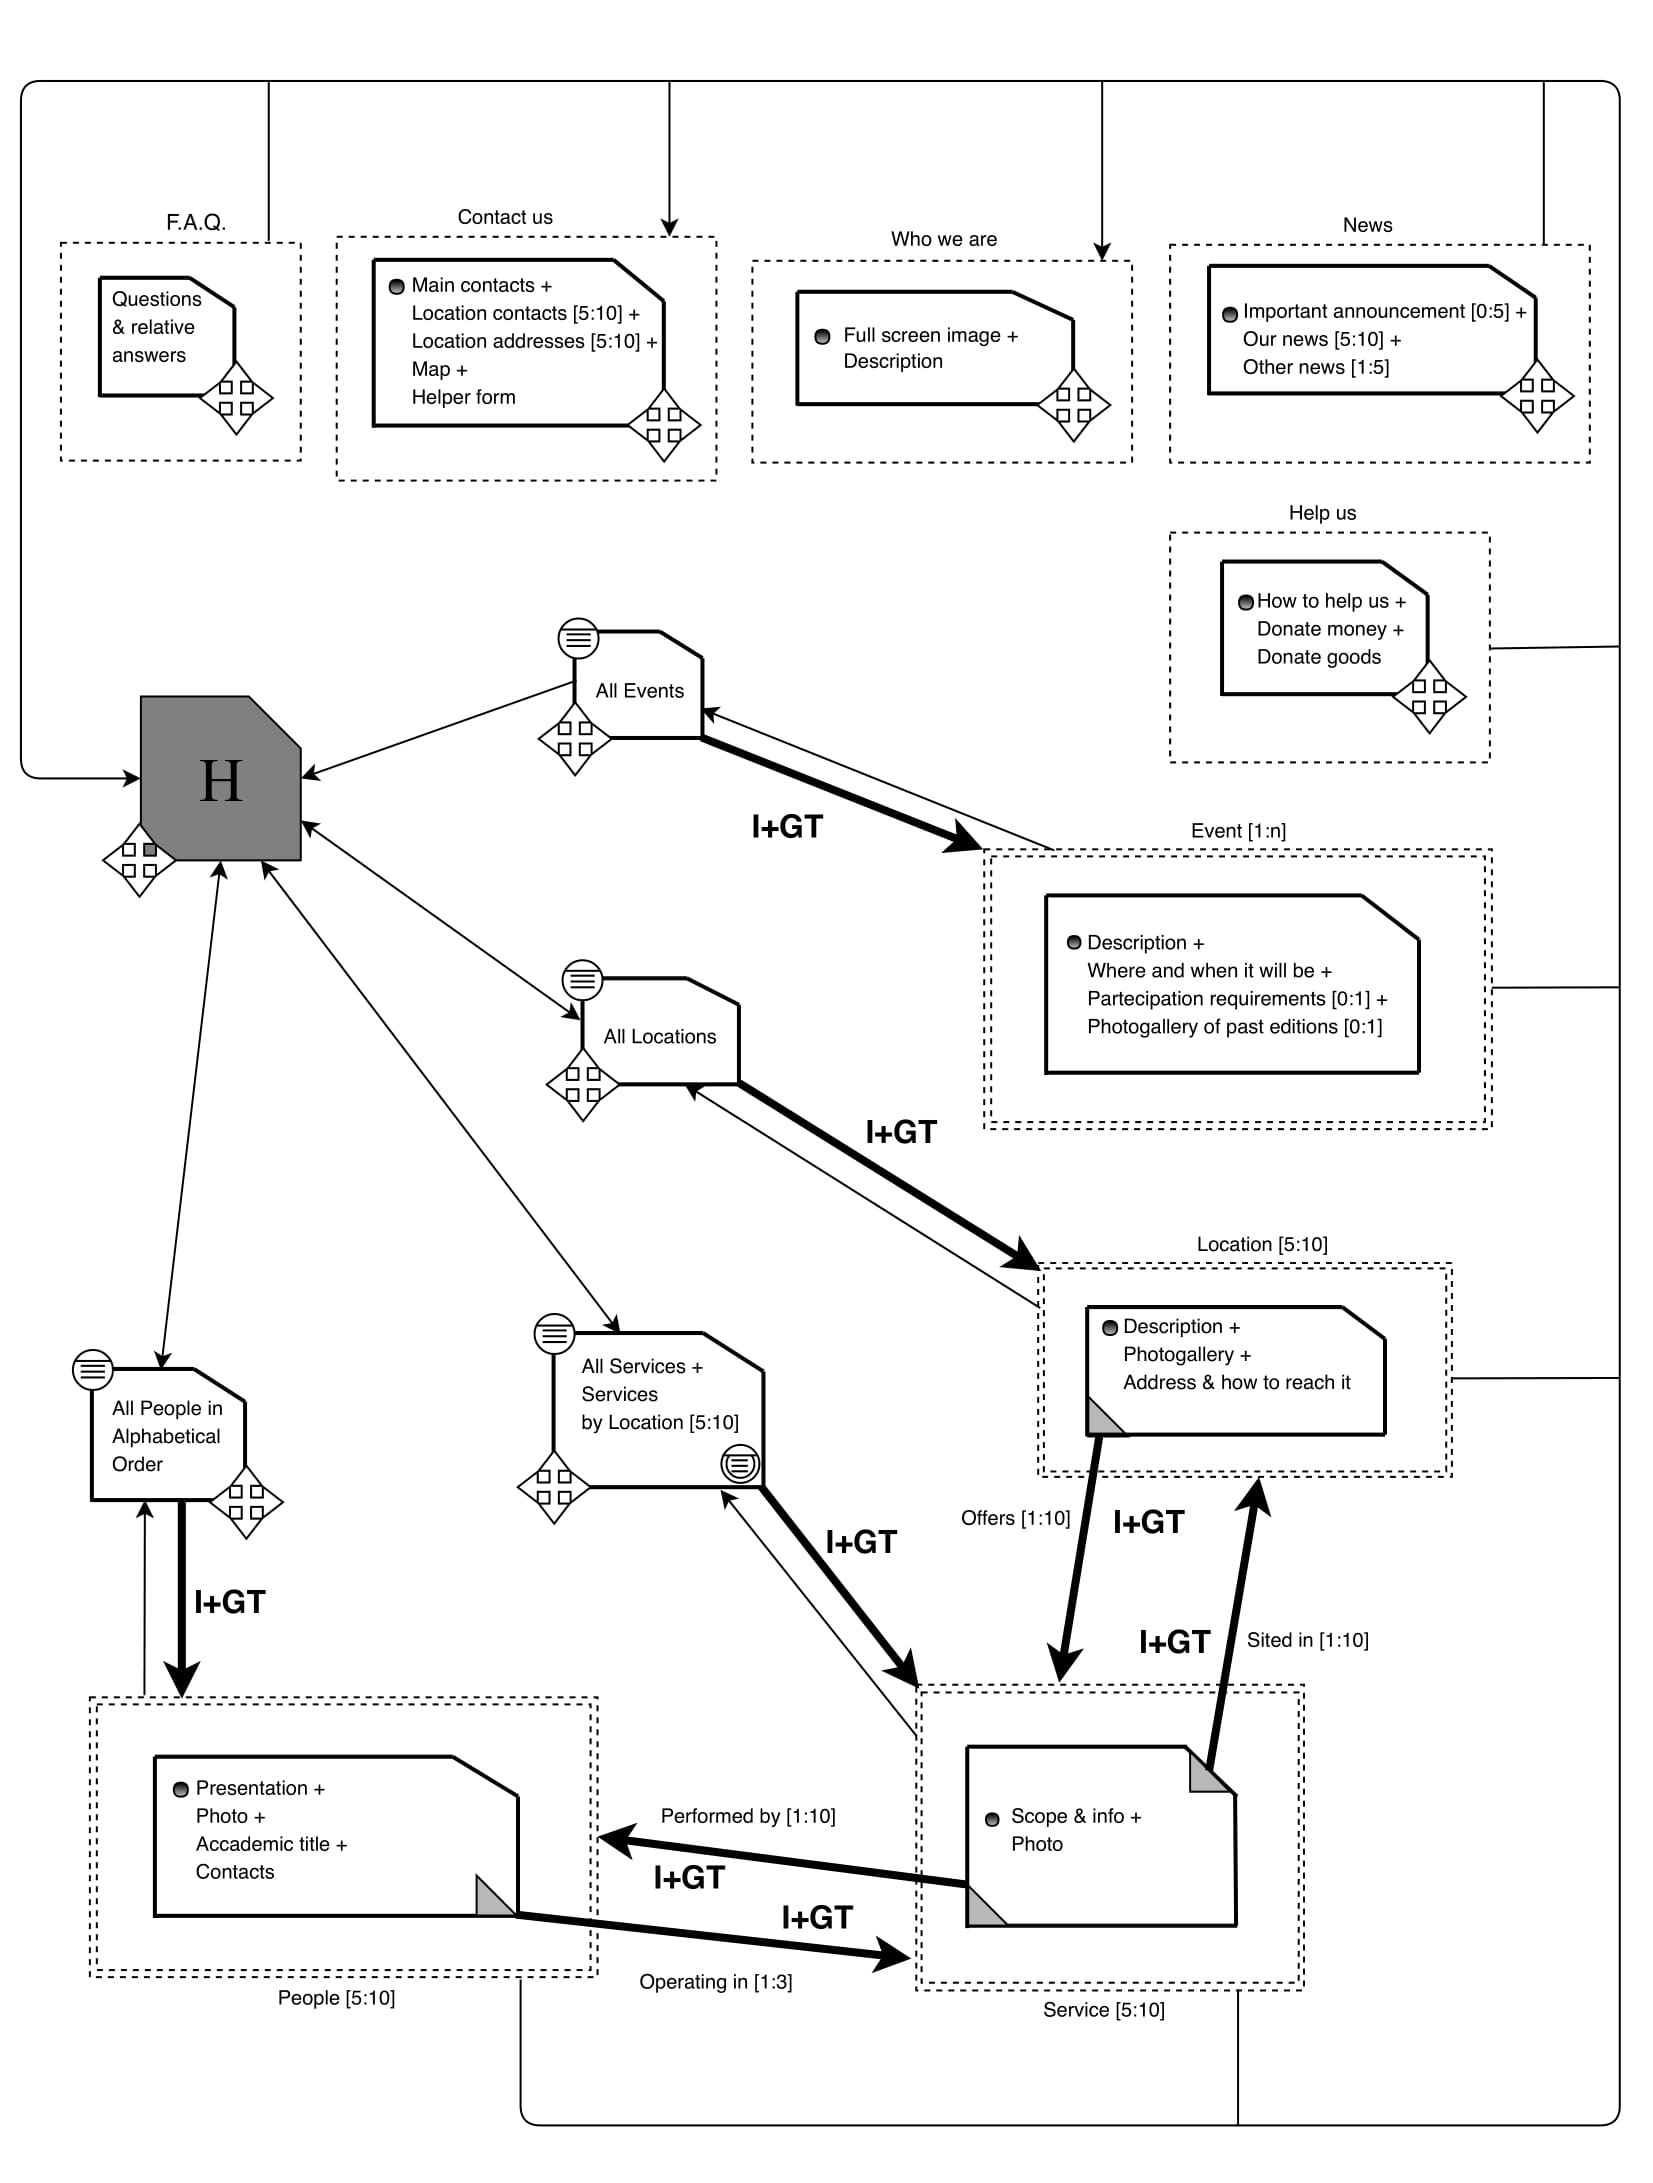 F.A.Q.
Questions
& relative
answers
Contact us
Main contacts +
Location contacts [5:10] +
Location addresses [5:10] +
Map +
Helper form
Who we are
Full screen image +
Description
News
Important announcement [0:5] +
Our news [5:10] +
Other news [1:5]
Help us
How to help us +
Donate money +
Donate goods
All Events
H
I+GT
Event [1:n]
Description +
Where and when it will be +
Partecipation requirements [0:1] +
Photogallery of past editions [0:1]
All Locations
I+GT
Location [5:10]
Description +
Photogallery +
Address & how to reach it
All People in
Alphabetical
Order
All Services +
Services
by Location [5:10]
Offers [1:10]
I+GT
I+GT
I+GT
I+GT
Sited in [1:10]
Presentation +
Photo +
Accademic title +
Contacts
Performed by [1:10]
I+GT
I+GT
Operating in [1:3]
Scope & info +
Photo
People [5:10]
Service [5:10]